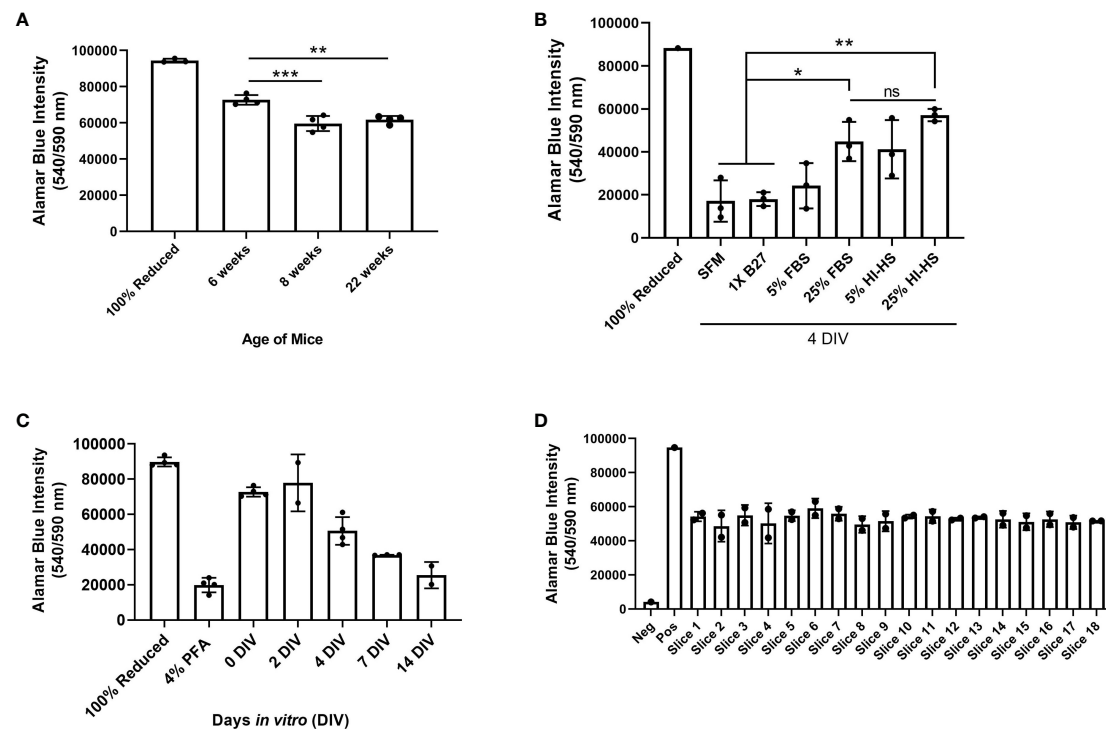 A
Alamar Blue Intensity
(540/590 nm)
100000
80000
60000
40000
20000
0
**
***
100% Reduced
6 weeks
8 weeks
22 weeks
Age of Mice
B
Alamar Blue Intensity
(540/590 nm)
100000
80000
60000
40000
20000
0
**
*
ns
100% Reduced
SFM
1X B27
5% FBS
25% FBS
5% HI-HS
25% HI-HS
4 DIV
C
Alamar Blue Intensity
(540/590 nm)
100000
80000
60000
40000
20000
0
100% Reduced
4% PFA
0 DIV
2 DIV
4 DIV
7 DIV
14 DIV
Days in vitro (DIV)
D
Alamar Blue Intensity
(540/590 nm)
100000
80000
60000
40000
20000
0
Neg
Pos
Slice 1
Slice 2
Slice 3
Slice 4
Slice 5
Slice 6
Slice 7
Slice 8
Slice 9
Slice 10
Slice 11
Slice 12
Slice 13
Slice 14
Slice 15
Slice 16
Slice 17
Slice 18